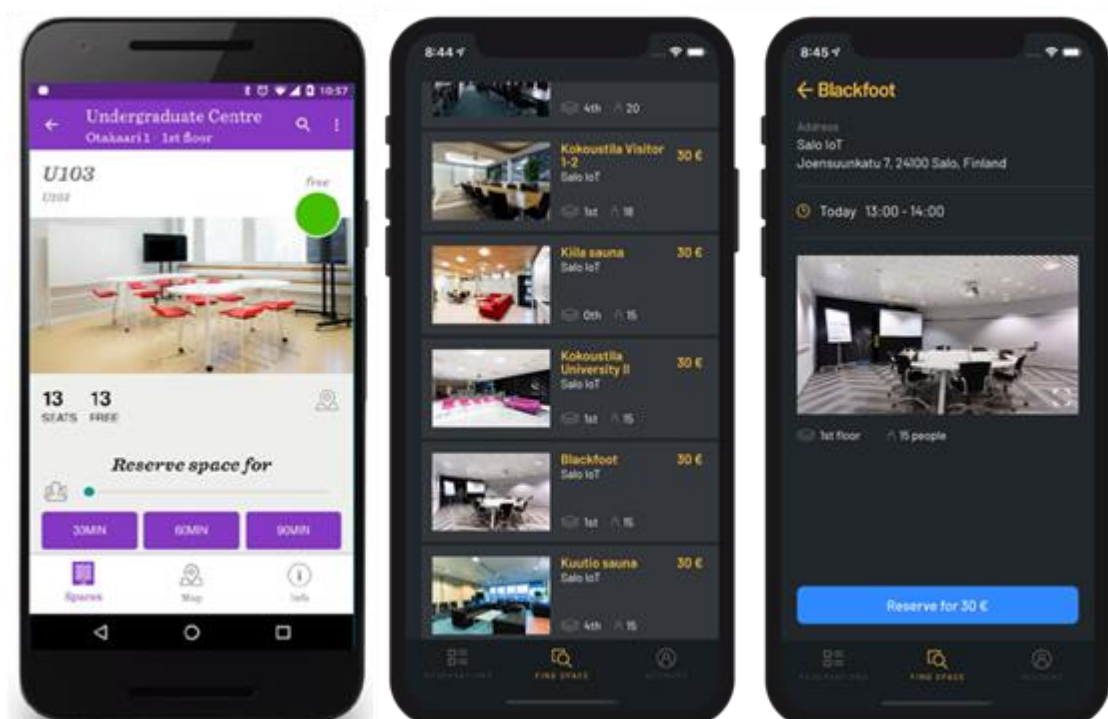 10:57
Undergraduate Centre
Otakaari 1 - 1st floor
U103
free
13 13
SEATS FREE
Reserve space for
30MIN 60MIN 90MIN
Spaces Map Info
8:44
4th 20
Kokoustila Visitor 30 €
1-2
Salo IoT
1st 18
Kiila sauna 30 €
Salo IoT
0th 15
Kokoustila 30 €
University II
Salo IoT
1st 15
Blackfoot 30 €
Salo IoT
1st 15
Kuutio sauna 30 €
Salo IoT
4th 15
RESERVATIONS FIND SPACE ACCOUNT
8:45
Blackfoot
Address
Salo IoT
Joensuunkatu 7, 24100 Salo, Finland
Today 13:00 - 14:00
1st floor 15 people
Reserve for 30 €
RESERVATIONS FIND SPACE ACCOUNT